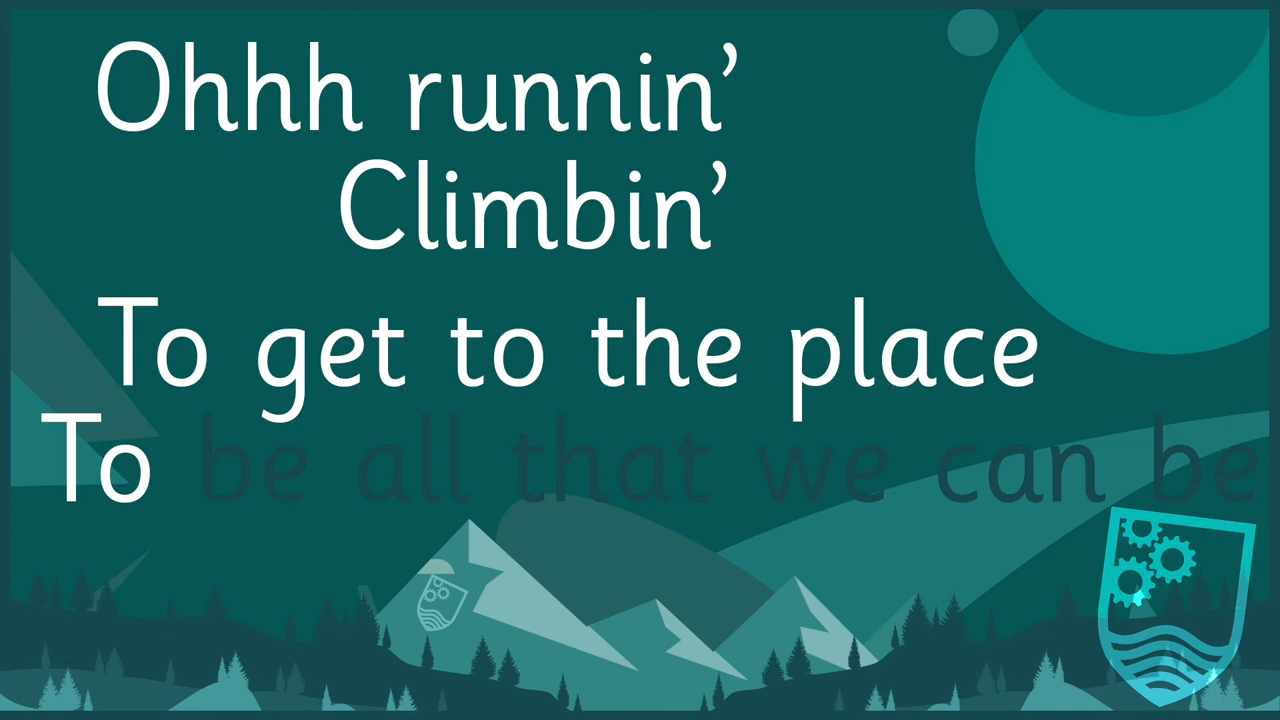 Ohhh runnin’
Climbin’
To get to the place
To be all that we can be